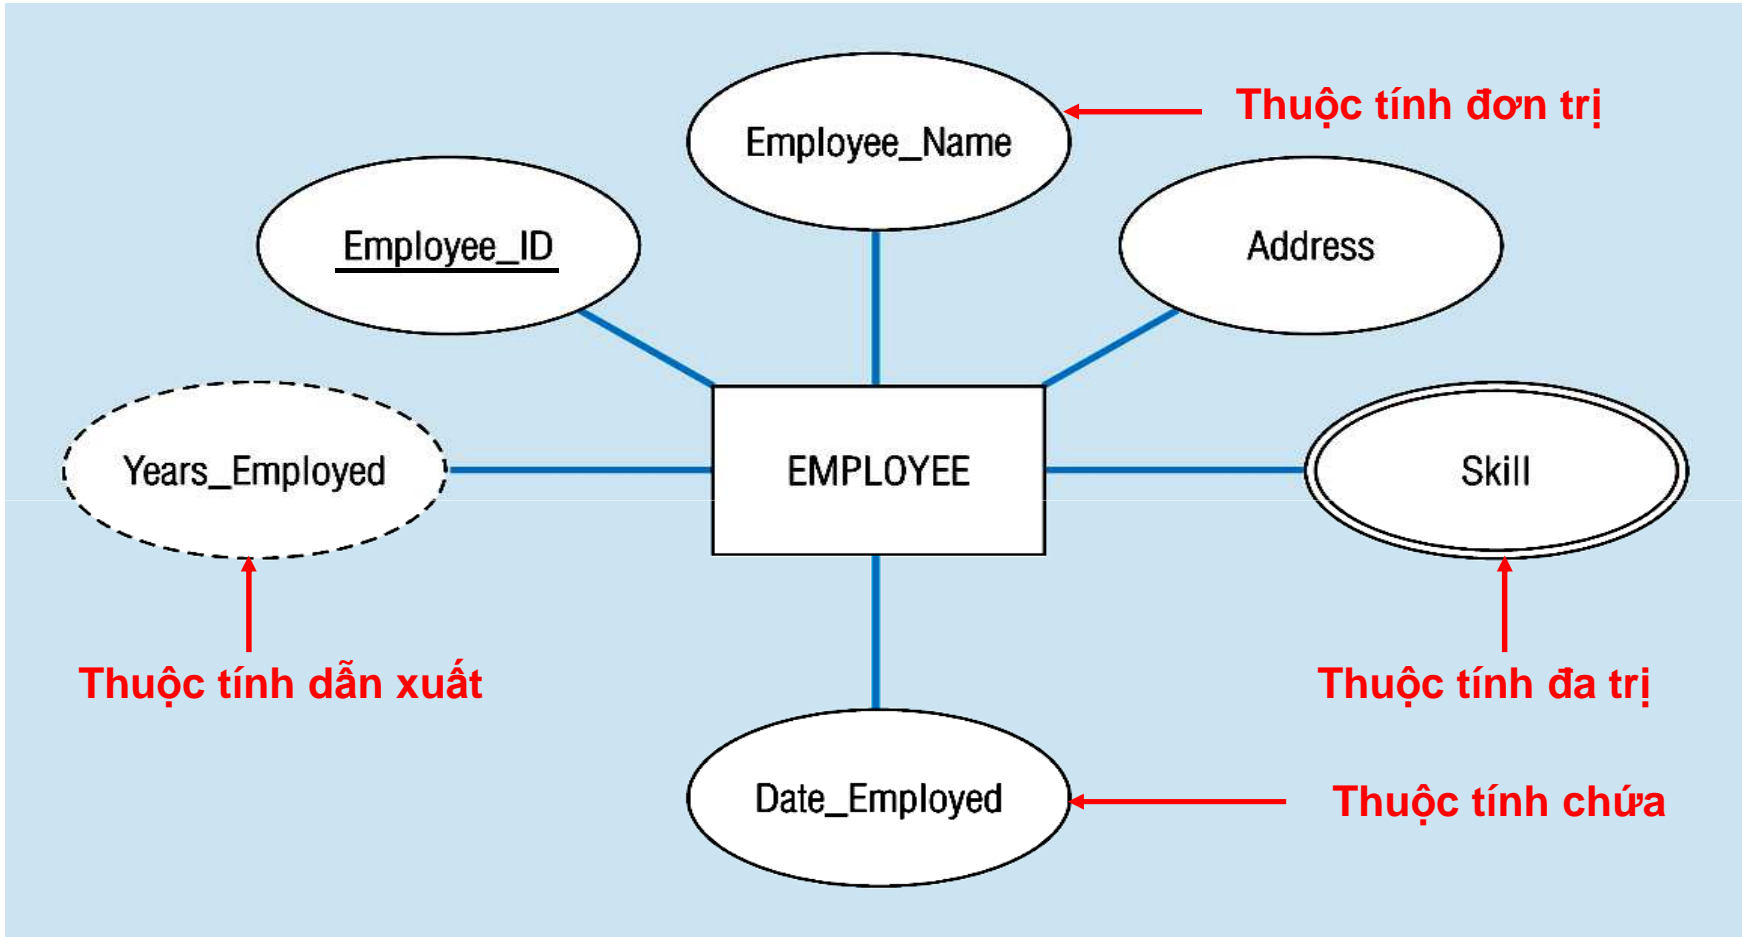 Thuộc tính đơn trị
Employee_Name
Employee_ID
Address
Years_Employed
EMPLOYEE
Skill
Thuộc tính dẫn xuất
Thuộc tính đa trị
Date_Employed
Thuộc tính chứa